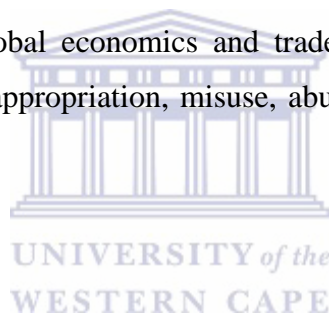 obal economics and trade
appropriation, misuse, abu
UNIVERSITY of the
WESTERN CAPE